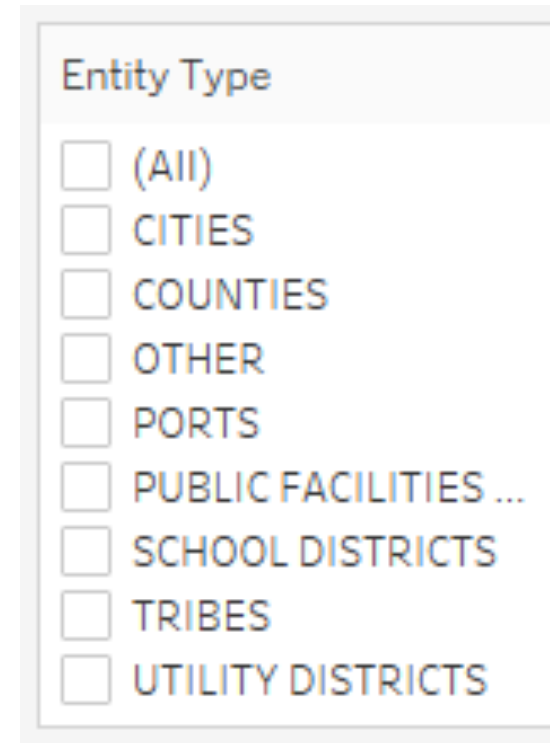 Entity Type
(All)
CITIES
COUNTIES
OTHER
PORTS
PUBLIC FACILITIES ...
SCHOOL DISTRICTS
TRIBES
UTILITY DISTRICTS